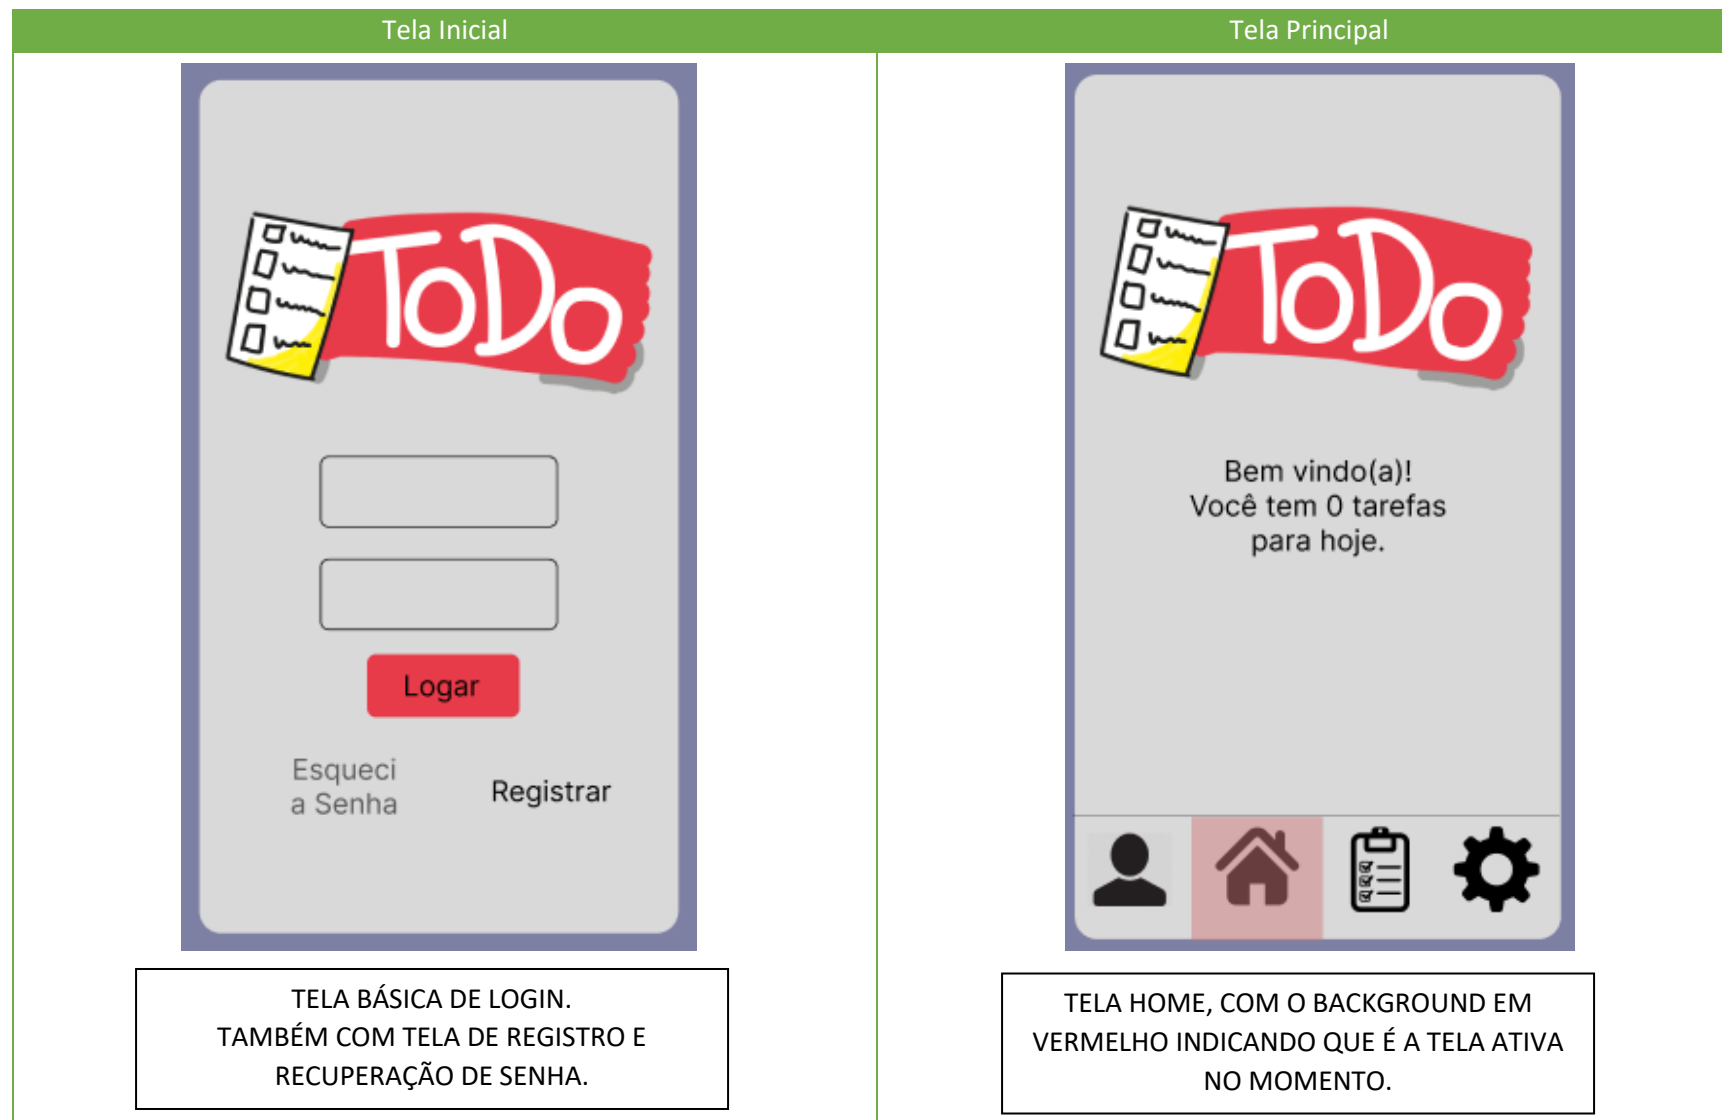 Tela Inicial
ToDo
Logar
Esqueci
a Senha
Registrar
TELA BÁSICA DE LOGIN.
TAMBÉM COM TELA DE REGISTRO E
RECUPERAÇÃO DE SENHA.
Tela Principal
ToDo
Bem vindo(a)!
Você tem 0 tarefas
para hoje.
TELA HOME, COM O BACKGROUND EM
VERMELHO INDICANDO QUE É A TELA ATIVA
NO MOMENTO.